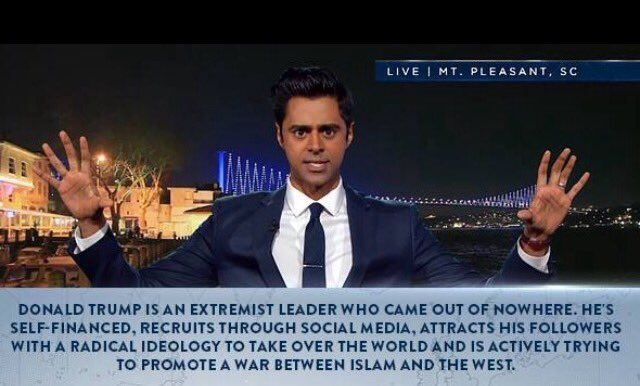 LIVE | MT. PLEASANT, SC
DONALD TRUMP IS AN EXTREMIST LEADER WHO CAME OUT OF NOWHERE. HE'S
SELF-FINANCED, RECRUITS THROUGH SOCIAL MEDIA, ATTRACTS HIS FOLLOWERS
WITH A RADICAL IDEOLOGY TO TAKE OVER THE WORLD AND IS ACTIVELY TRYING
TO PROMOTE A WAR BETWEEN ISLAM AND THE WEST.